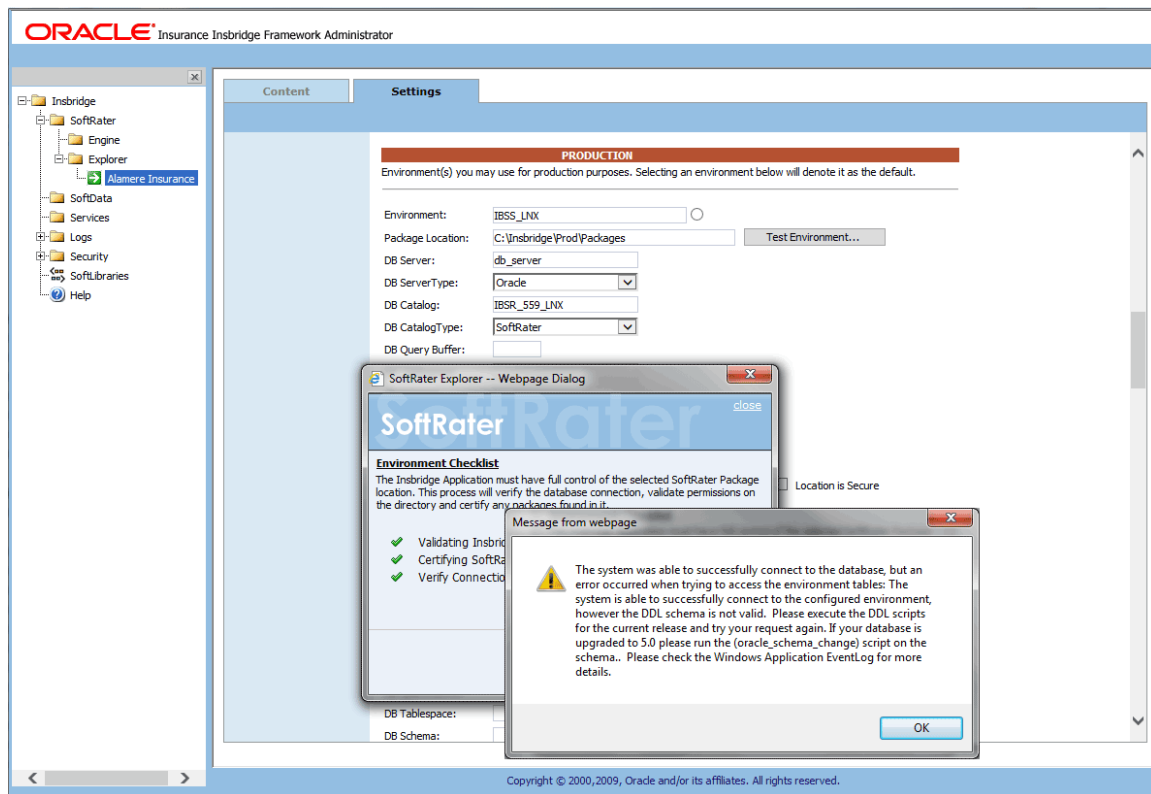 ORACLE Insurance Insbridge Framework Administrator
Insbridge
SoftRater
Engine
Explorer
Alamere Insurance
SoftData
Services
Logs
Security
SoftLibraries
Help
Content
Settings
PRODUCTION
Environment(s) you may use for production purposes. Selecting an environment below will denote it as the default.
Environment: IBSS_LNX
Package Location: C:\Insbridge\Prod\Packages Test Environment...
DB Server: db_server
DB ServerType: Oracle
DB Catalog: IBSR_559_LNX
DB CatalogType: SoftRater
DB Query Buffer:
SoftRater Explorer -- Webpage Dialog
close
SoftRater
SoftRater
Environment Checklist
The Insbridge Application must have full control of the selected SoftRater Package
location. This process will verify the database connection, validate permissions on
the directory and certify any packages found in it.
Location is Secure
Validating
Certifying
Verify
Message from webpage
The system was able to successfully connect to the database, but an
error occurred when trying to access the environment tables: The
system is able to successfully connect to the configured environment,
however the DDL schema is not valid. Please execute the DDL scripts
for the current release and try your request again. If your database is
upgraded to 5.0 please run the (oracle_schema_change) script on the
schema.. Please check the Windows Application EventLog for more
details.
OK
DB Tablespace:
DB Schema:
Copyright © 2000,2009, Oracle and/or its affiliates. All rights reserved.